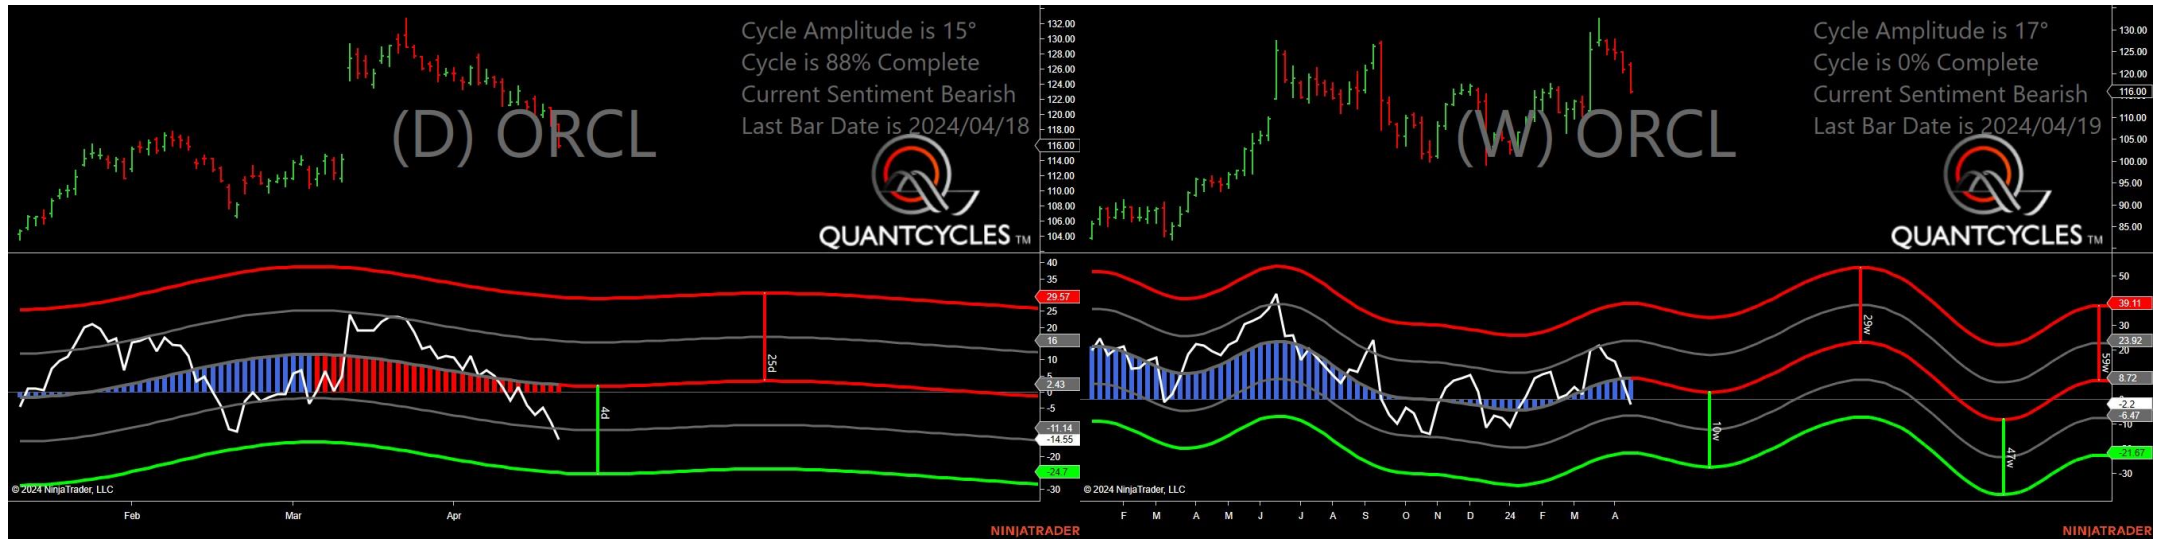 Cycle Amplitude is 15°
Cycle is 88% Complete
Current Sentiment Bearish
Last Bar Date is 2024/04/18
(D) ORCL
QUANTCYCLES TM
132.00
130.00
128.00
126.00
124.00
122.00
120.00
118.00
116.00
114.00
112.00
110.00
108.00
106.00
104.00
40
35
29.57
25
20
16
10
5
2.43
0
-5
-11.14
-14.55
-20
-24.7
-30
25d
4d
© 2024 NinjaTrader, LLC
Feb
Mar
Apr
NINJATRADER
Cycle Amplitude is 17°
Cycle is 0% Complete
Current Sentiment Bearish
Last Bar Date is 2024/04/19
(W) ORCL
QUANTCYCLES TM
130.00
125.00
120.00
116.00
110.00
105.00
100.00
95.00
90.00
85.00
50
39.11
30
23.92
20
8.72
-2.2
-6.47
-10
-21.67
-30
29w
59w
10w
47w
© 2024 NinjaTrader, LLC
F
M
A
M
J
J
A
S
O
N
D
24
F
M
A
NINJATRADER